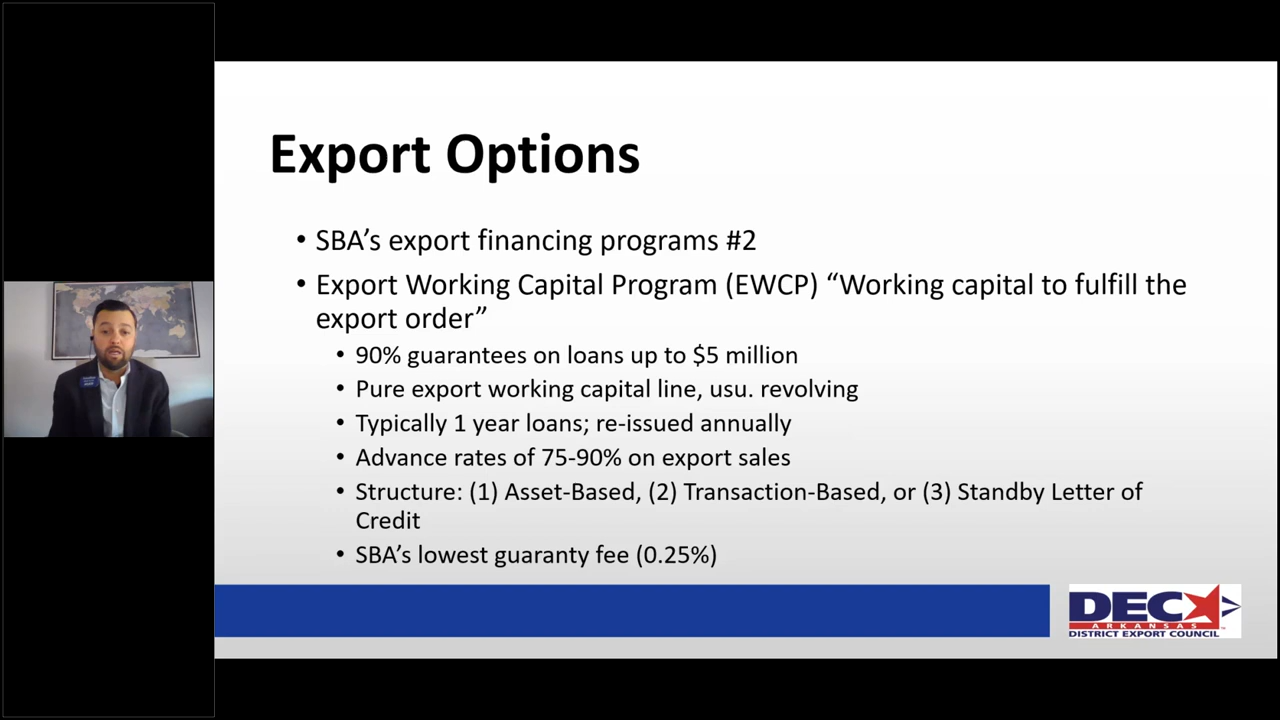 Export Options
• SBA’s export financing programs #2
• Export Working Capital Program (EWCP) “Working capital to fulfill the
export order”
• 90% guarantees on loans up to $5 million
• Pure export working capital line, usu. revolving
• Typically 1 year loans; re-issued annually
• Advance rates of 75-90% on export sales
• Structure: (1) Asset-Based, (2) Transaction-Based, or (3) Standby Letter of
Credit
• SBA’s lowest guaranty fee (0.25%)
DEC
ARKANSAS
DISTRICT EXPORT COUNCIL